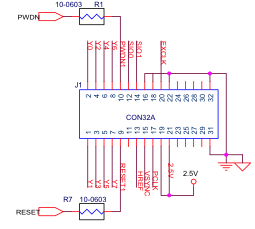 10-0603 R1
PWDN
Y0
Y2
Y4
Y6
PWDN1
SIO0
SIO1
EXCLK
J1
2 4 6 8 10 12 14 16 18 20 22 24 26 28 30 32
CON32A
1 3 5 7 9 11 13 15 17 19 21 23 25 27 29 31
Y1
Y3
Y5
Y7
RESET1
HREF
VSYNC
PCLK
2.5V
2.5V
R7 10-0603
RESET